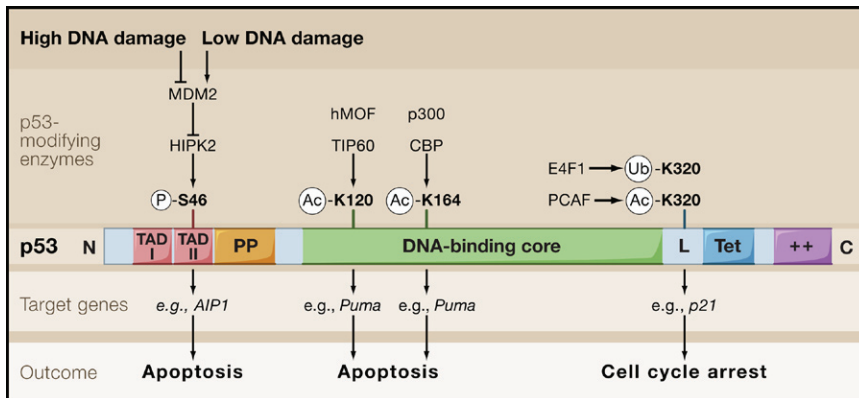 High DNA damage Low DNA damage
MDM2
hMOF p300
p53-
modifying
enzymes
HIPK2 TIP60 CBP
E4F1 Ub -K320
P -S46 Ac -K120 Ac -K164 PCAF Ac -K320
p53 N TAD I TAD II PP DNA-binding core L Tet ++ C
Target genes e.g., AIP1 e.g., Puma e.g., Puma e.g., p21
Outcome Apoptosis Apoptosis Cell cycle arrest